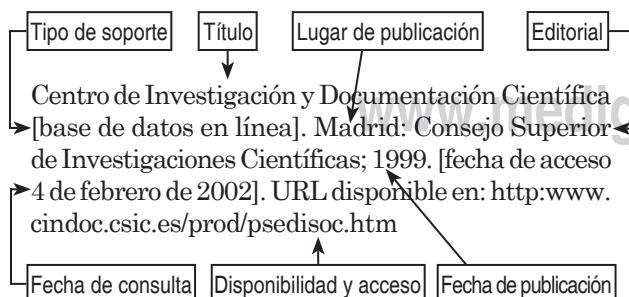 Tipo de soporte Título Lugar de publicación Editorial
Centro de Investigación y Documentación Científica
www.medig
[base de datos en línea]. Madrid: Consejo Superior
de Investigaciones Científicas; 1999. [fecha de acceso
4 de febrero de 2002]. URL disponible en: http:www.
cindoc.csic.es/prod/psedisoc.htm
Fecha de consulta Disponibilidad y acceso Fecha de publicación